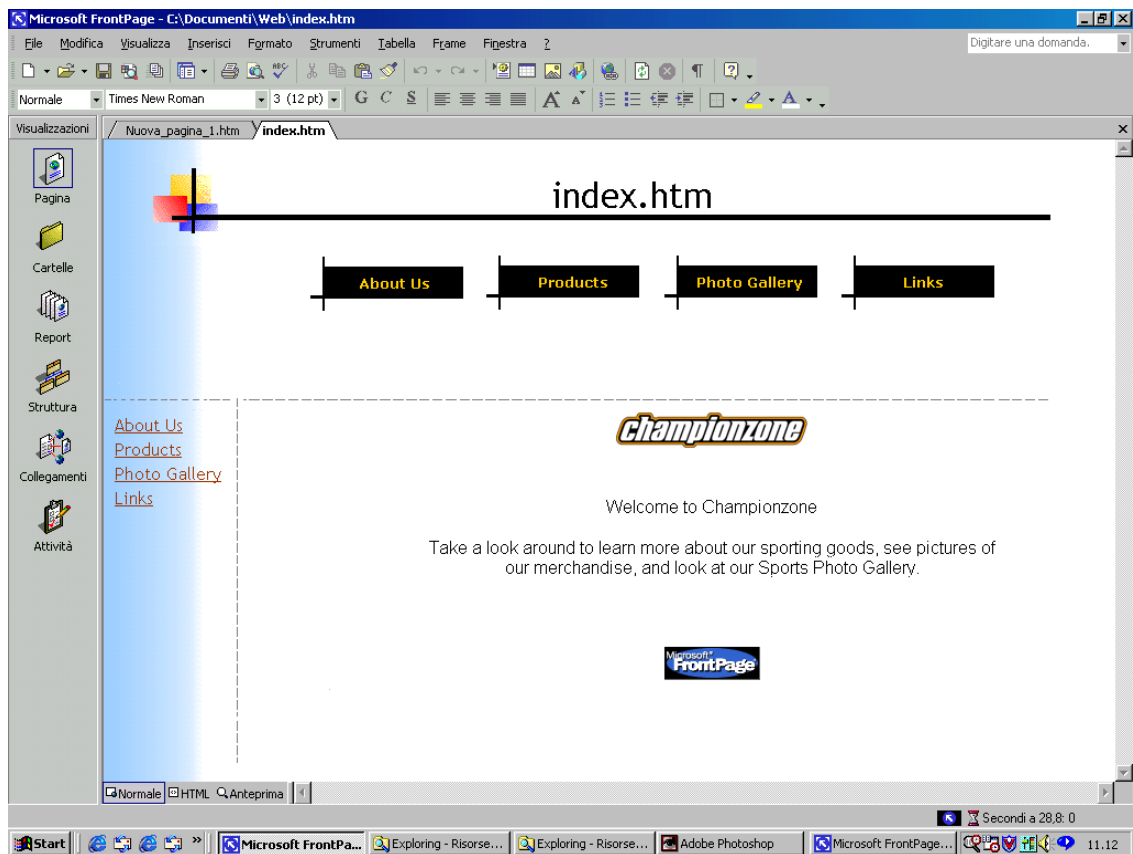 Microsoft FrontPage - C:\Documenti\Web\index.htm
File Modifica Visualizza Inserisci Formato Strumenti Tabella Frame Finestra ? Digitare una domanda.
Normale Times New Roman 3 (12 pt) G C S A A A
Visualizzazioni Nuova_pagina_1.htm index.htm
Pagina
Cartelle
Report
Struttura
Collegamenti
Attività
index.htm
About Us Products Photo Gallery Links
About Us
Products
Photo Gallery
Links
championzone
Welcome to Championzone
Take a look around to learn more about our sporting goods, see pictures of
our merchandise, and look at our Sports Photo Gallery.
Microsoft
FrontPage
Normale HTML Anteprima
Secondi a 28,8: 0
Start » Microsoft FrontPa... Exploring - Risorse... Exploring - Risorse... Adobe Photoshop Microsoft FrontPage... 11.12